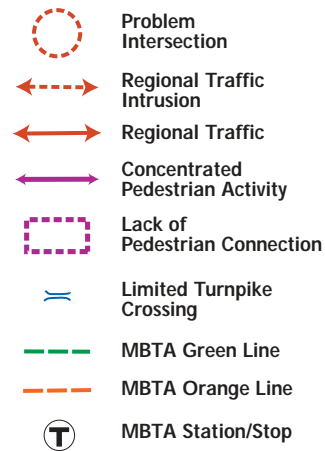 Problem
Intersection
Regional Traffic
Intrusion
Regional Traffic
Concentrated
Pedestrian Activity
Lack of
Pedestrian Connection
Limited Turnpike
Crossing
MBTA Green Line
MBTA Orange Line
T MBTA Station/Stop